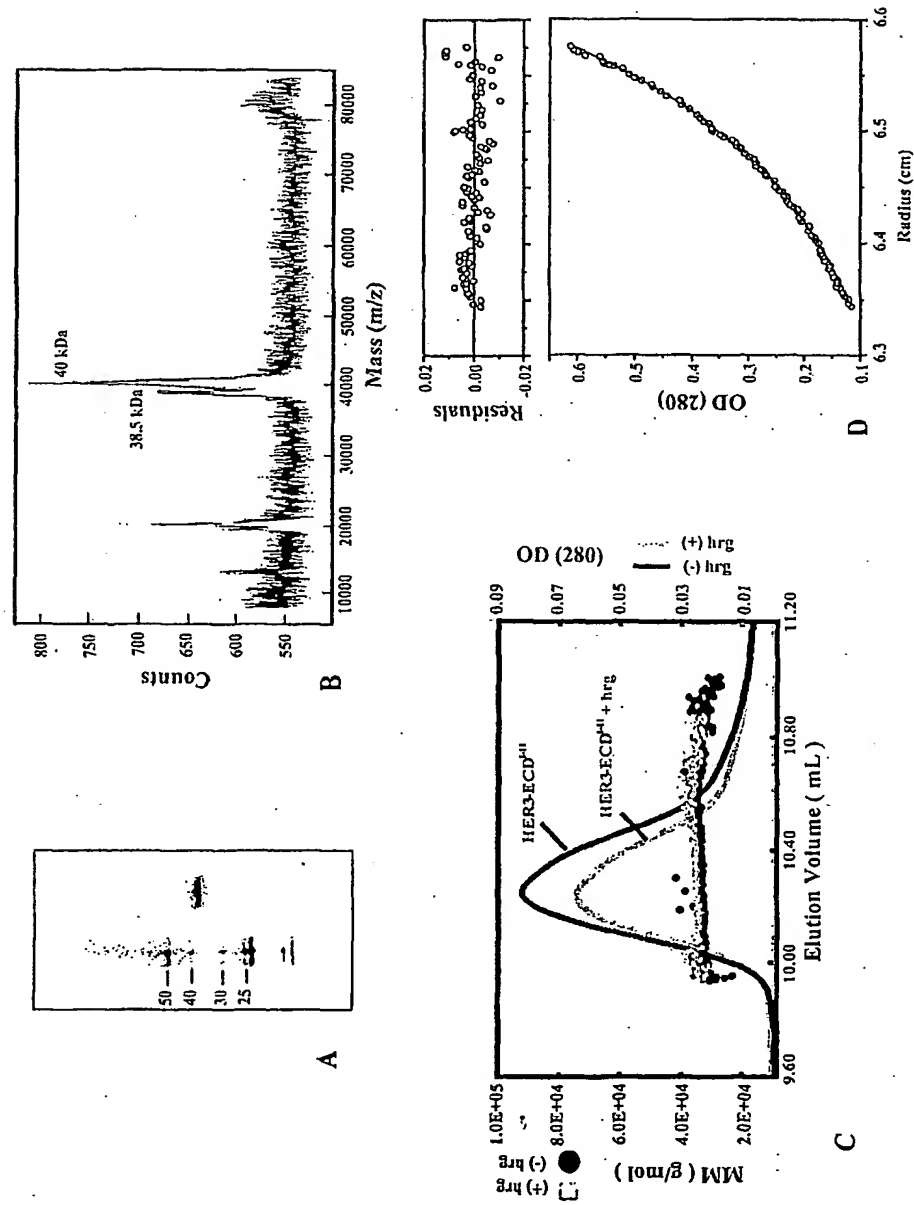 50
40
30
25
A
Counts
800
750
700
650
600
550
40 kDa
38.5 kDa
10000
20000
30000
40000
50000
60000
70000
80000
Mass (m/z)
B
(+) hrg
(-) hrg
MM ( g/mol )
1.0E+05
8.0E+04
6.0E+04
4.0E+04
2.0E+04
HER3-ECD
HER3-ECD + hrg
OD (280)
0.09
0.07
0.05
0.03
0.01
(+) hrg
(-) hrg
9.60
10.00
10.40
10.80
11.20
Elution Volume ( mL )
C
Residuals
0.02
0.00
-0.02
OD (280)
0.6
0.5
0.4
0.3
0.2
0.1
6.3
6.4
6.5
6.6
Radius (cm)
D